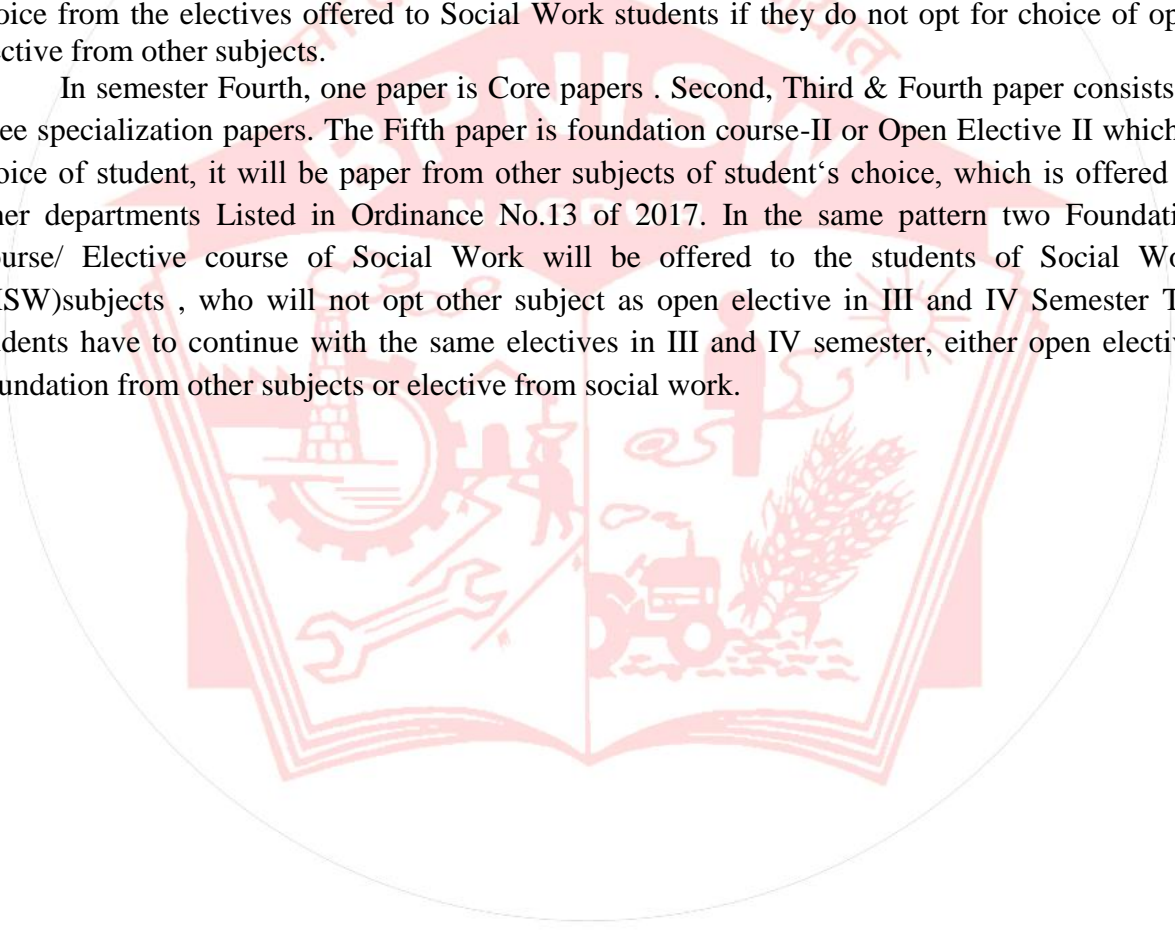 oice from the electives offered to Social Work students if they do not opt for choice of op
ective from other subjects.
In semester Fourth, one paper is Core papers . Second, Third & Fourth paper consists
ee specialization papers. The Fifth paper is foundation course-II or Open Elective II which
oice of student, it will be paper from other subjects of student‘s choice, which is offered
her departments Listed in Ordinance No.13 of 2017. In the same pattern two Foundati
ourse/ Elective course of Social Work will be offered to the students of Social Wo
SW)subjects , who will not opt other subject as open elective in III and IV Semester T
idents have to continue with the same electives in III and IV semester, either open electiv
undation from other subjects or elective from social work.
BPNISW
NAGPUR